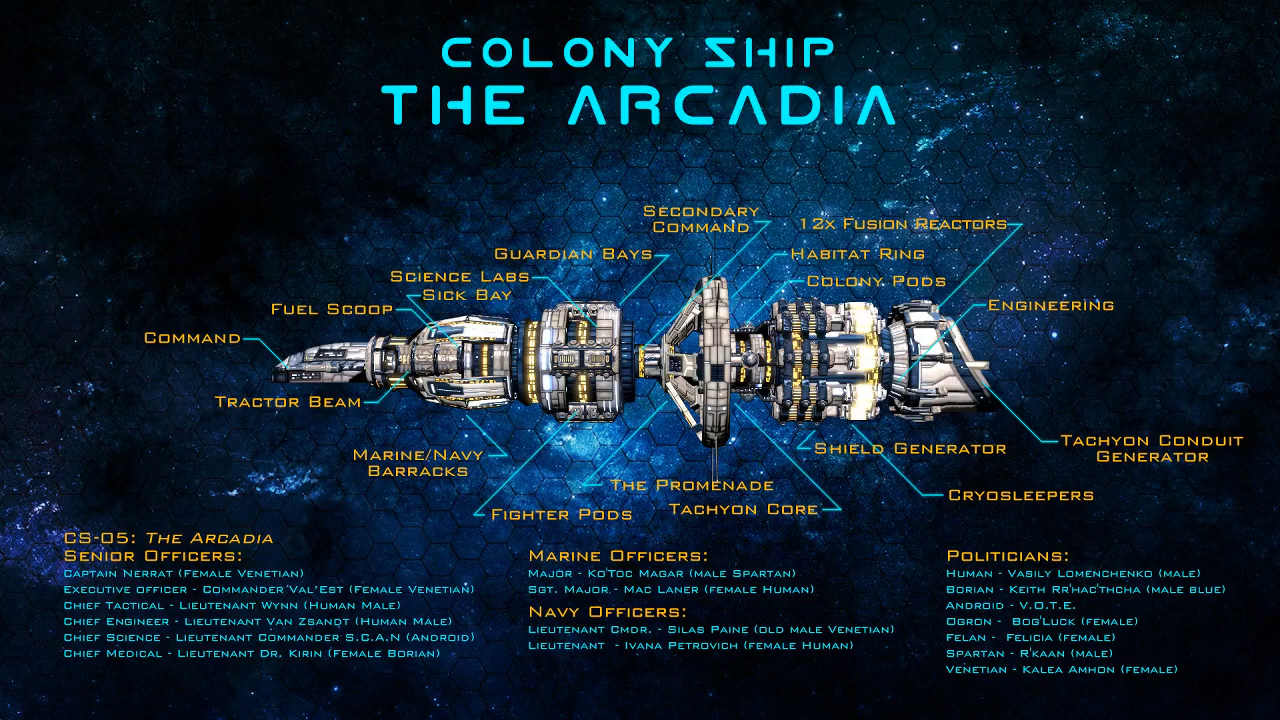 COLONY SHIP
THE ARCADIA
SECONDARY
COMMAND
12x FUSION REACTORS
GUARDIAN BAYS
HABITAT RING
SCIENCE LABS
COLONY PODS
SICK BAY
FUEL SCOOP
ENGINEERING
COMMAND
TRACTOR BEAM
MARINE/NAVY
BARRACKS
SHIELD GENERATOR
TACHYON CONDUIT
GENERATOR
THE PROMENADE
CRYOSLEEPERS
FIGHTER PODS
TACHYON CORE
CS-05: THE ARCADIA
SENIOR OFFICERS:
CAPTAIN NERRAT (FEMALE VENETIAN)
EXECUTIVE OFFICER - COMMANDER VAL'EST (FEMALE VENETIAN)
CHIEF TACTICAL - LIEUTENANT WYNN (HUMAN MALE)
CHIEF ENGINEER - LIEUTENANT VAN ZSANDT (HUMAN MALE)
CHIEF SCIENCE - LIEUTENANT COMMANDER S.C.A.N (ANDROID)
CHIEF MEDICAL - LIEUTENANT DR. KIRIN (FEMALE BORIAN)
MARINE OFFICERS:
MAJOR - KO'TOC MAGAR (MALE SPARTAN)
SGT. MAJOR - MAC LANER (FEMALE HUMAN)
NAVY OFFICERS:
LIEUTENANT CMDR. - SILAS PAINE (OLD MALE VENETIAN)
LIEUTENANT - IVANA PETROVICH (FEMALE HUMAN)
POLITICIANS:
HUMAN - VASILY LOMENCHENKO (MALE)
BORIAN - KEITH RR'HAC'THCHA (MALE BLUE)
ANDROID - V.O.T.E.
OGRON - BOG'LUCK (FEMALE)
FELAN - FELICIA (FEMALE)
SPARTAN - R'KAAN (MALE)
VENETIAN - KALEA AMHON (FEMALE)